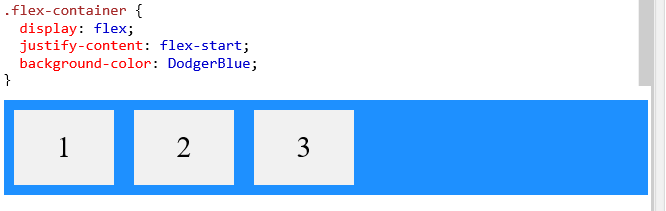 .flex-container {
  display: flex;
  justify-content: flex-start;
  background-color: DodgerBlue;
}
1 2 3